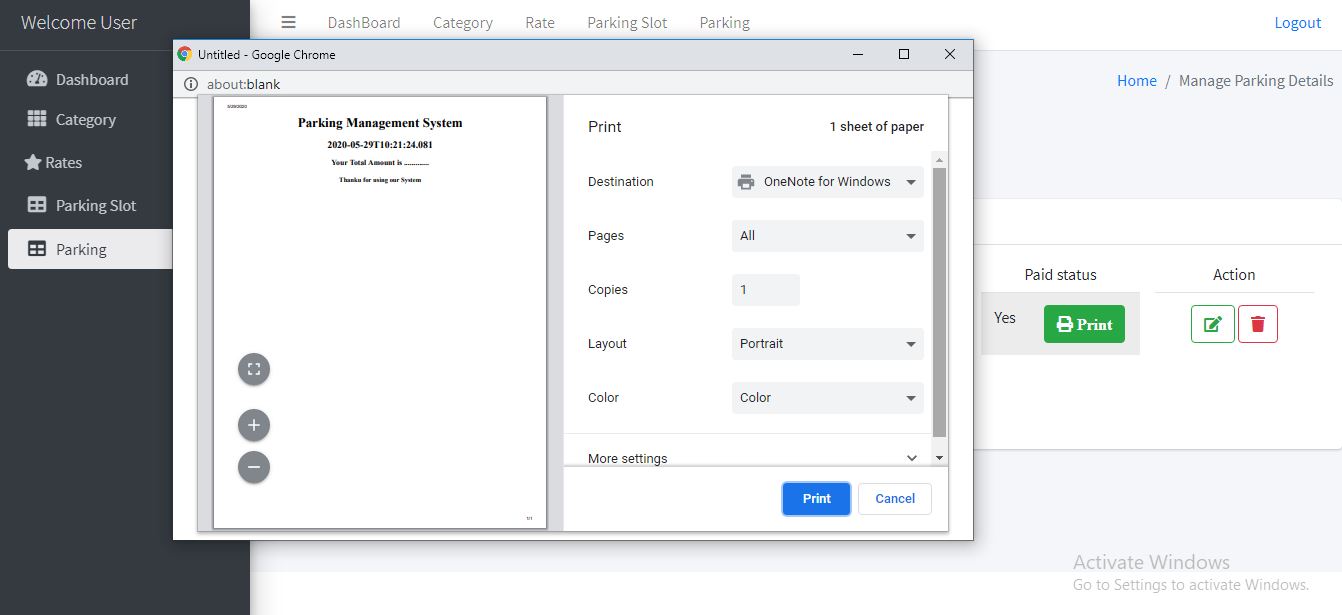 Welcome User
DashBoard Category Rate Parking Slot Parking Logout
Untitled - Google Chrome
about:blank
Home / Manage Parking Details
Dashboard
Category
Rates
Parking Slot
Parking
5/29/2020
Parking Management System
2020-05-29T10:21:24.081
Your Total Amount is .............
Thanks for using our System
1/1
Print 1 sheet of paper
Destination OneNote for Windows
Pages All
Copies 1
Layout Portrait
Color Color
More settings
Print Cancel
Paid status Action
Yes Print
Activate Windows
Go to Settings to activate Windows.